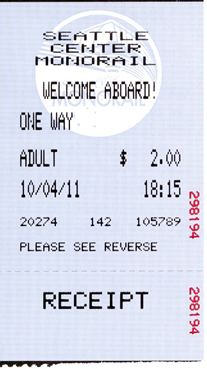 SEATTLE
CENTER
MONORAIL
WELCOME ABOARD!
MONORAIL
ONE WAY
ADULT $ 2.00
10/04/11 18:15
20274 142 105789
PLEASE SEE REVERSE
298194
RECEIPT
298194